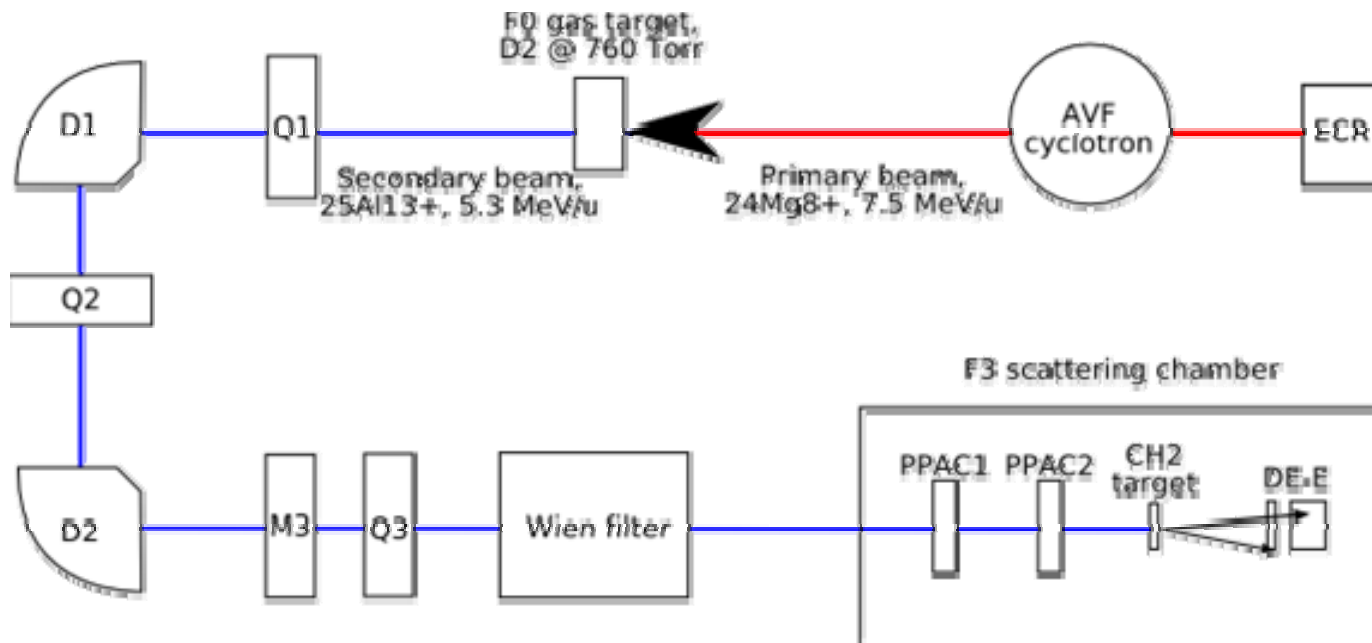 F0 gas target,
D2 @ 760 Torr
D1
Q1
AVF
cyclotron
ECR
Secondary beam,
25Al13+, 5.3 MeV/u
Primary beam,
24Mg8+, 7.5 MeV/u
Q2
F3 scattering chamber
PPAC1
PPAC2
CH2
target
DE-E
D2
M3
Q3
Wien filter